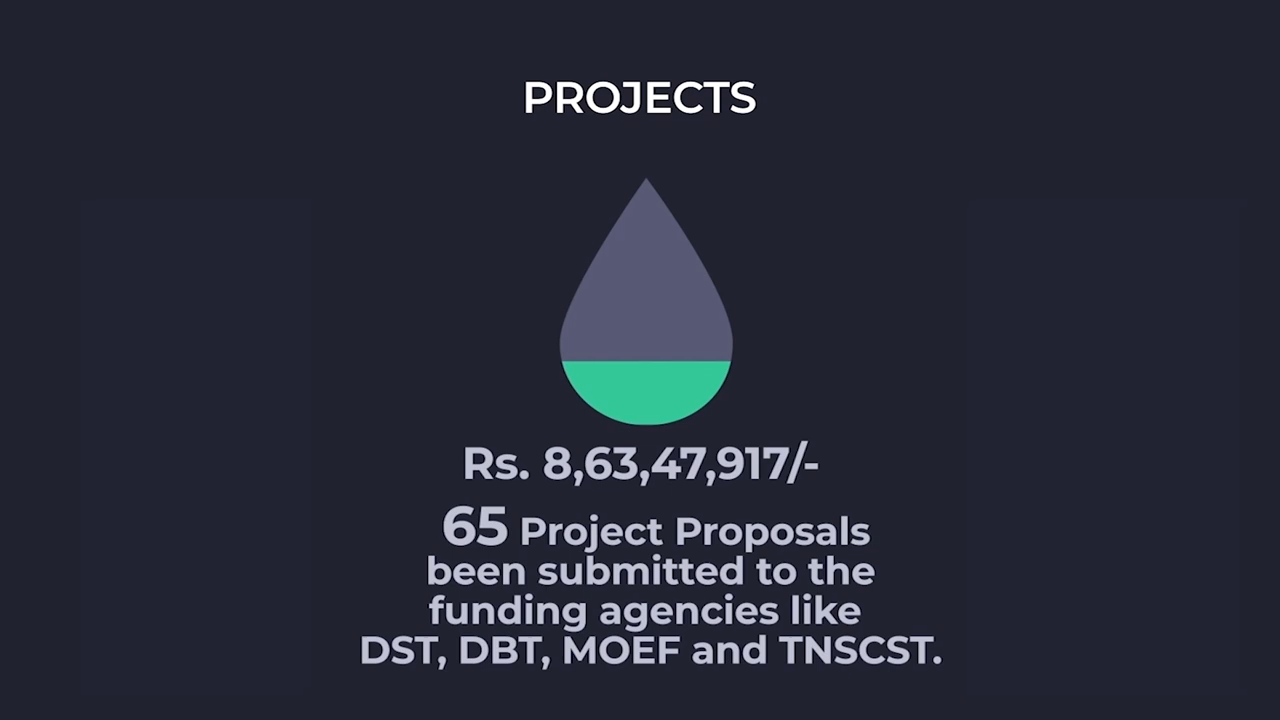 PROJECTS
Rs. 8,63,47,917/-
65 Project Proposals
been submitted to the
funding agencies like
DST, DBT, MOEF and TNSCST.